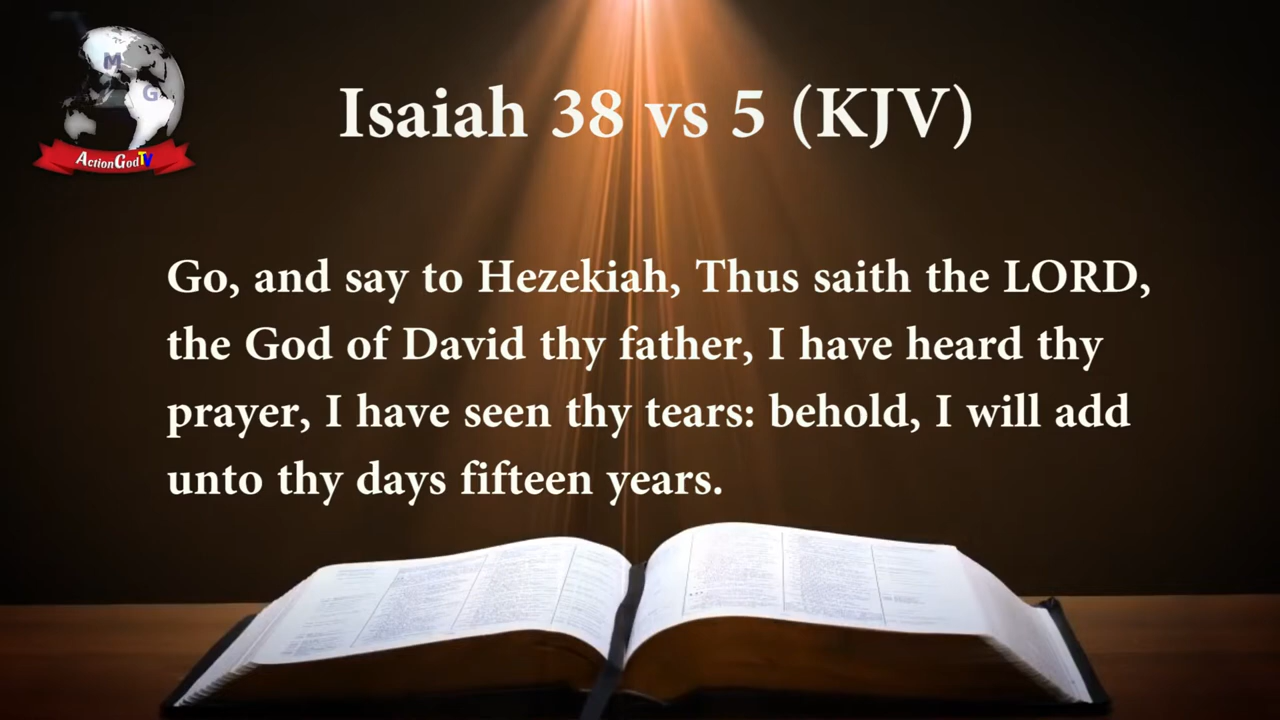 M
G
ActionGodTV
Isaiah 38 vs 5 (KJV)
Go, and say to Hezekiah, Thus saith the LORD,
the God of David thy father, I have heard thy
prayer, I have seen thy tears: behold, I will add
unto thy days fifteen years.